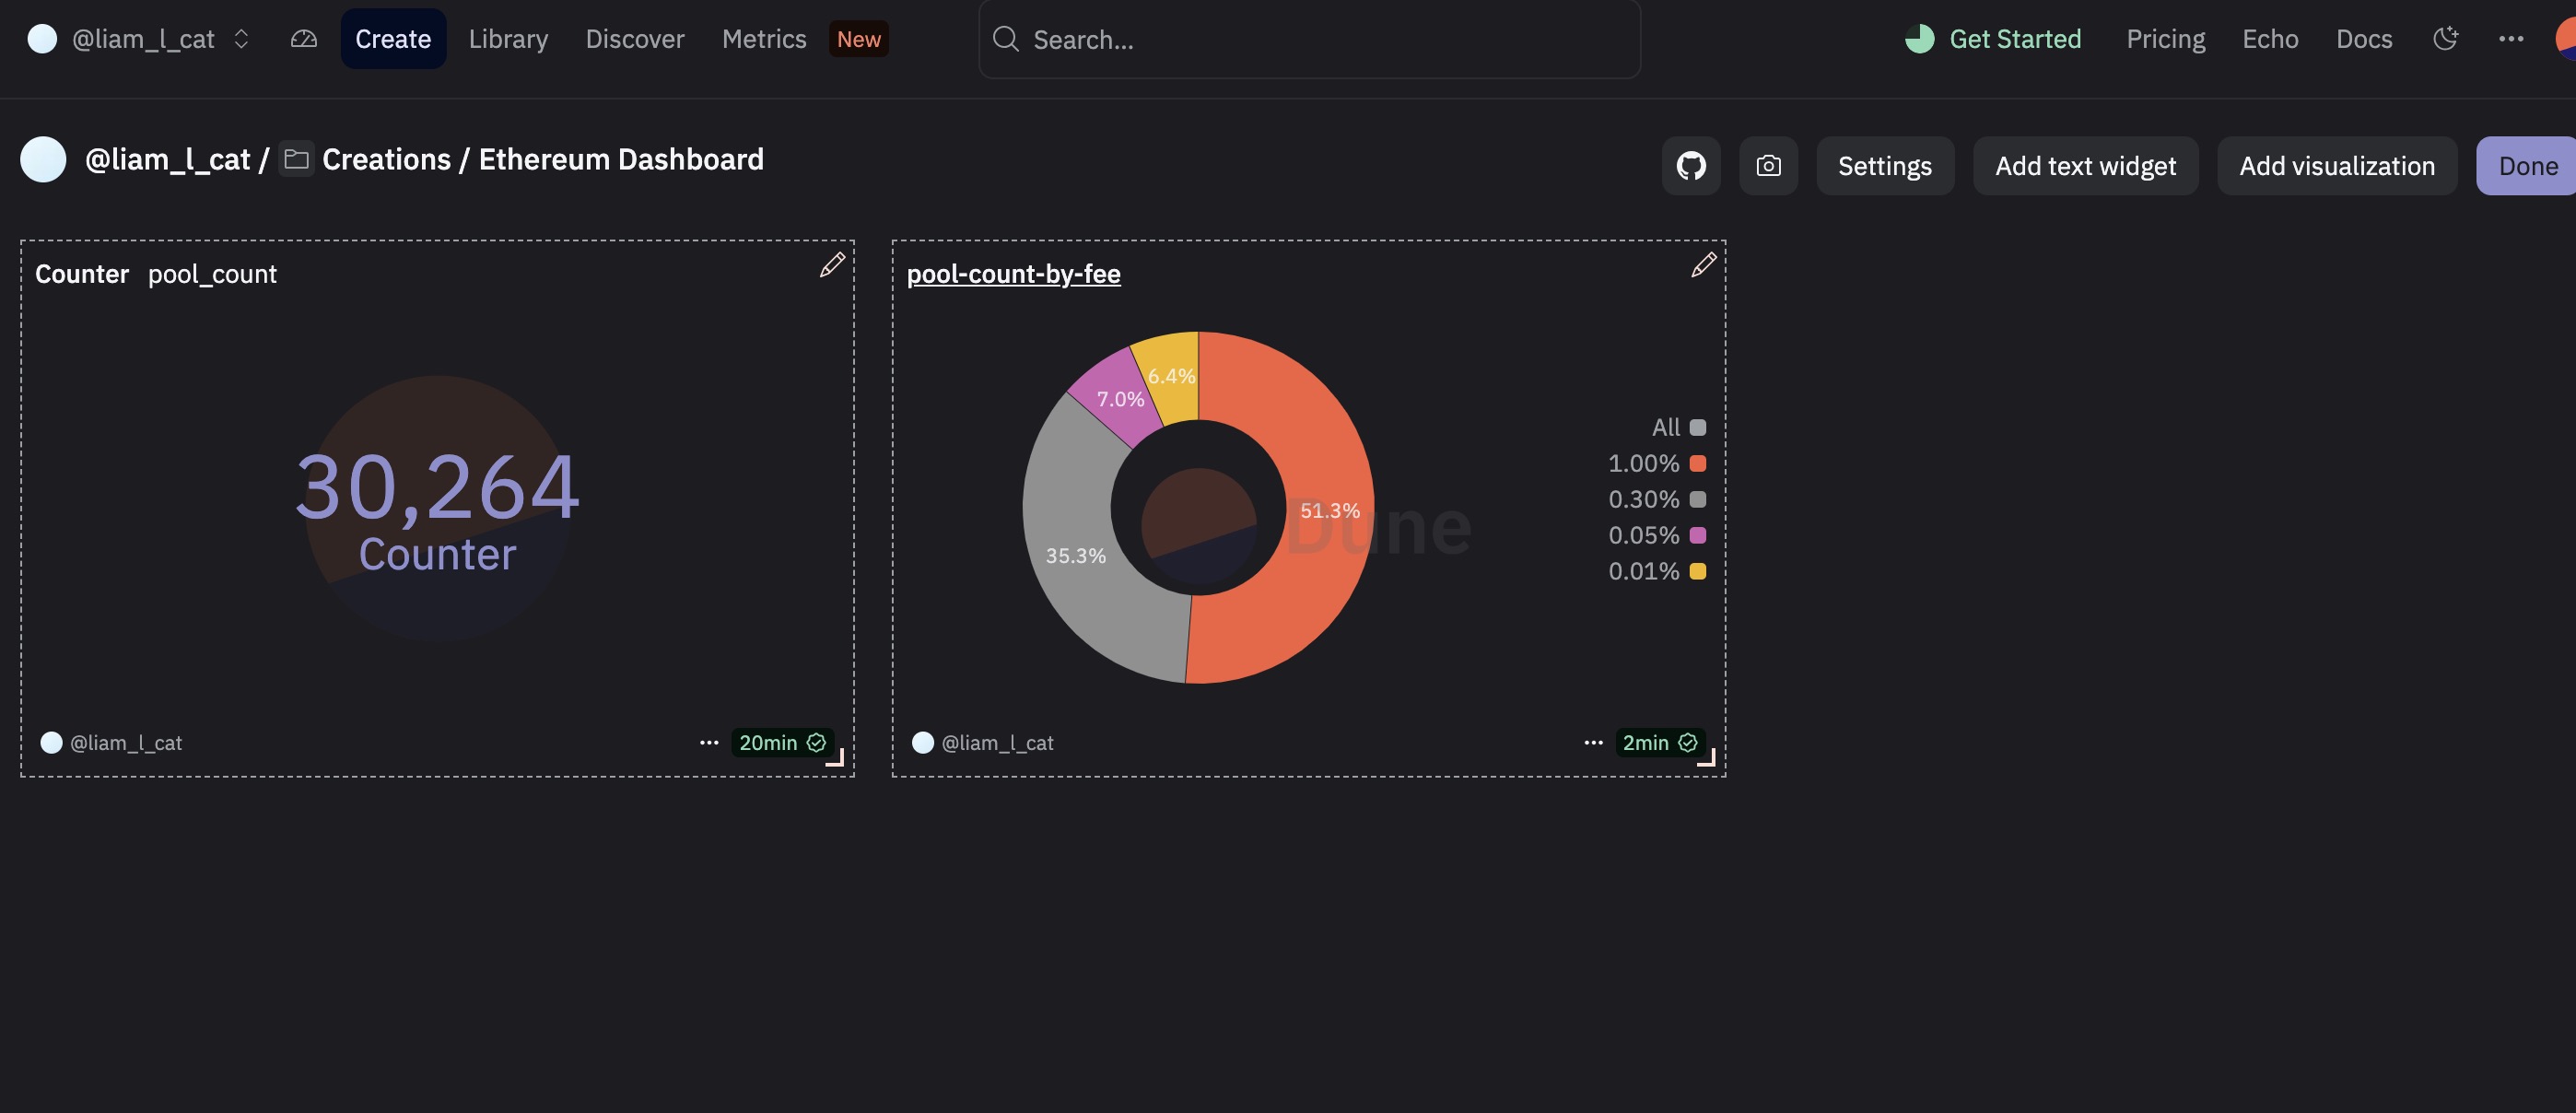 @liam_l_cat Create Library Discover Metrics New Search... Get Started Pricing Echo Docs
@liam_l_cat / Creations / Ethereum Dashboard
Settings Add text widget Add visualization Done
Counter pool_count
30,264
Counter
@liam_l_cat 20min
pool-count-by-fee
6.4%
7.0%
51.3%
35.3%
Dune
All
1.00%
0.30%
0.05%
0.01%
@liam_l_cat 2min